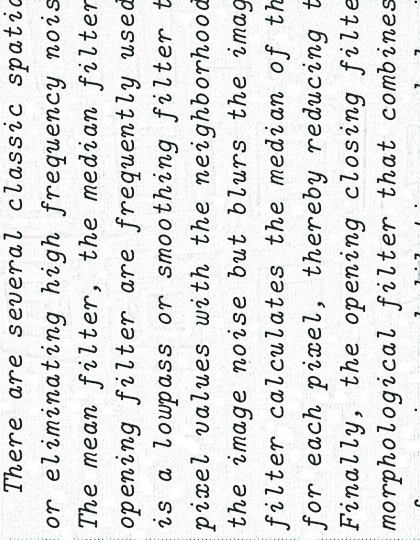 There are several classic spatic
or eliminating high frequency nois
The mean filter, the median filter
opening filter are frequently used
is a lowpass or smoothing filter t
pixel values with the neighborhood
the image noise but blurs the imag
filter calculates the median of th
for each pixel, thereby reducing t
Finally, the opening closing filte
morphological filter that combines